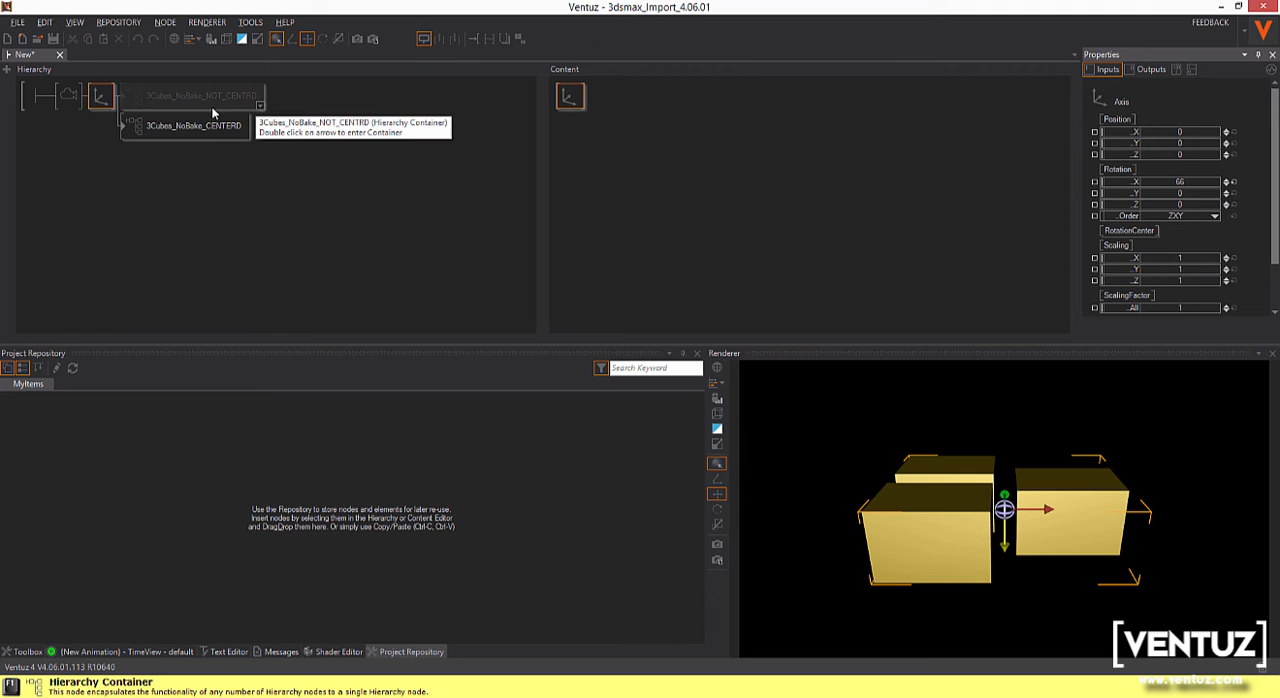 Ventuz - 3dsmax_Import_4.06.01
FILE EDIT VIEW REPOSITORY NODE RENDERER TOOLS HELP
FEEDBACK
New*
Hierarchy
Content
3Cubes_NoBake_NOT_CENTRD
3Cubes_NoBake_CENTERD
3Cubes_NoBake_NOT_CENTRD (Hierarchy Container)
Double click on arrow to enter Container
Properties
Inputs Outputs
Axis
Position
..X 0
..Y 0
..Z 0
Rotation
..X 66
..Y 0
..Z 0
..Order ZXY
RotationCenter
Scaling
..X 1
..Y 1
..Z 1
ScalingFactor
..All 1
Project Repository
Search Keyword
MyItems
Use the Repository to store nodes and elements for later re-use.
Insert nodes by selecting them in the Hierarchy or Content Editor
and Drag&Drop them here. Or simply use Copy/Paste (Ctrl-C, Ctrl-V)
Renderer
[VENTUZ]
www.ventuz.com
Toolbox (New Animation) - TimeView - default Text Editor Messages Shader Editor Project Repository
Ventuz 4 V4.06.01.113 R10640
F1 Hierarchy Container
This node encapsulates the functionality of any number of Hierarchy nodes to a single Hierarchy node.